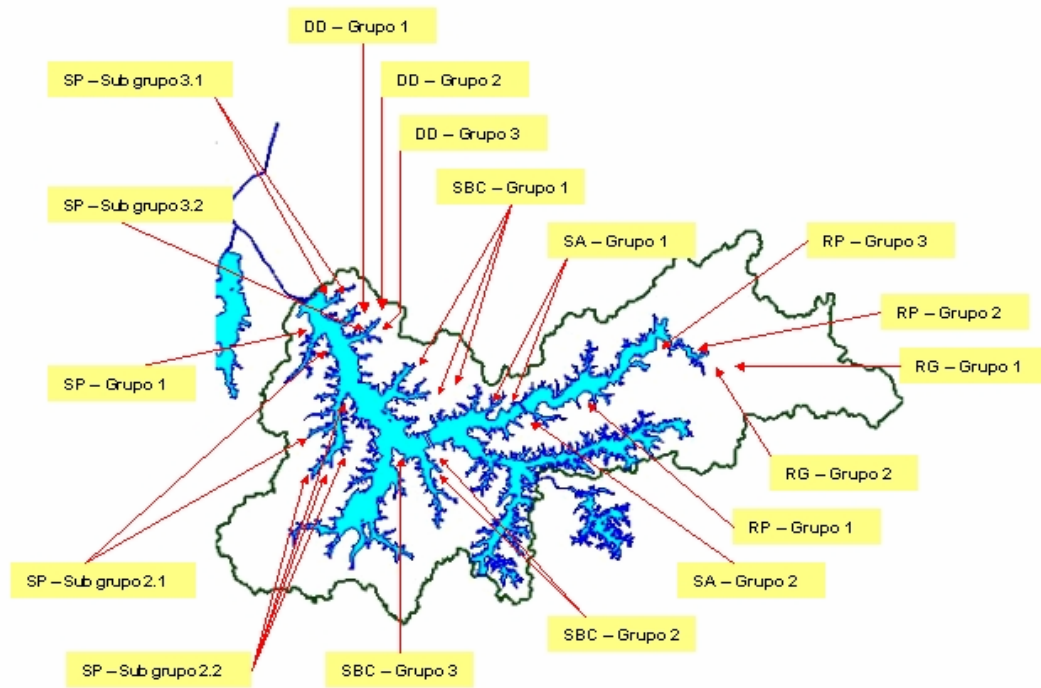 DD – Grupo 1
SP – Sub grupo 3.1
DD – Grupo 2
DD – Grupo 3
SBC – Grupo 1
SP – Sub grupo 3.2
SA – Grupo 1
RP – Grupo 3
RP – Grupo 2
RG – Grupo 1
SP – Grupo 1
RG – Grupo 2
RP – Grupo 1
SP – Sub grupo 2.1
SA – Grupo 2
SBC – Grupo 2
SP – Sub grupo 2.2
SBC – Grupo 3